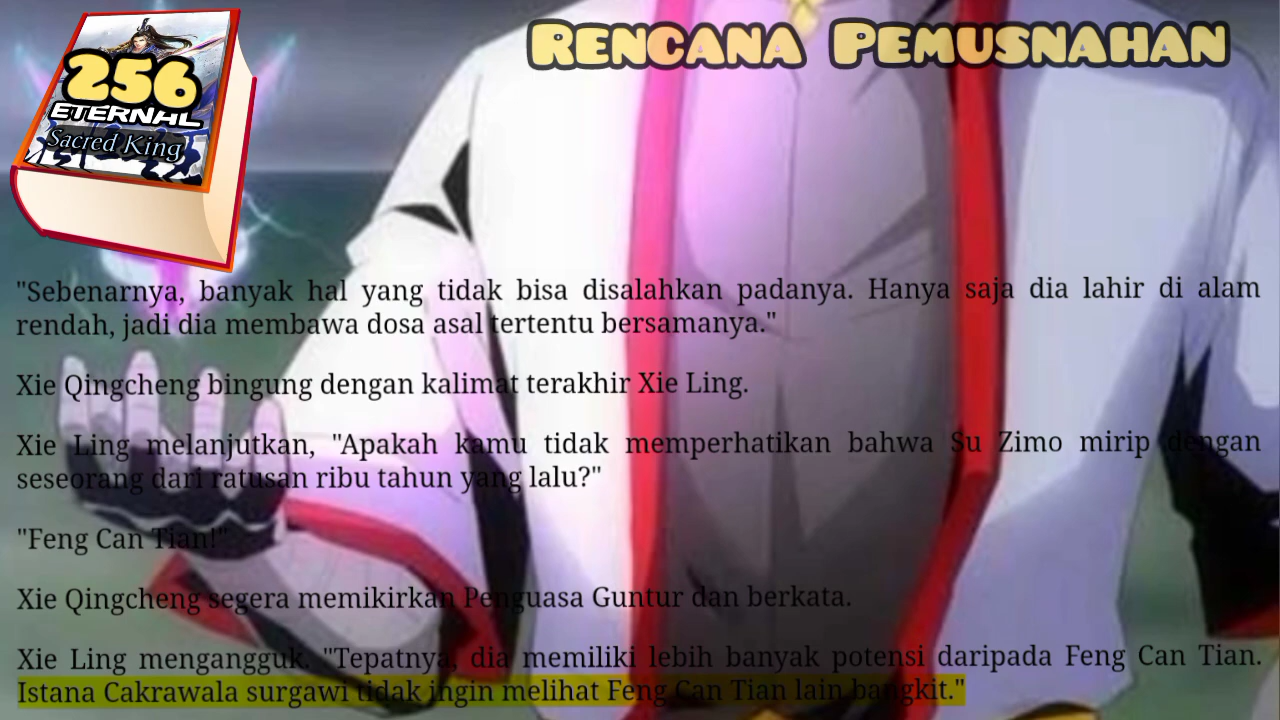 RENCANA PEMUSNAHAN
256
ETERNAL
Sacred King
"Sebenarnya, banyak hal yang tidak bisa disalahkan padanya. Hanya saja dia lahir di alam
rendah, jadi dia membawa dosa asal tertentu bersamanya."
Xie Qingcheng bingung dengan kalimat terakhir Xie Ling.
Xie Ling melanjutkan, "Apakah kamu tidak memperhatikan bahwa Su Zimo mirip dengan
seseorang dari ratusan ribu tahun yang lalu?"
"Feng Can Tian!"
Xie Qingcheng segera memikirkan Penguasa Guntur dan berkata.
Xie Ling mengangguk. "Tepatnya, dia memiliki lebih banyak potensi daripada Feng Can Tian.
Istana Cakrawala surgawi tidak ingin melihat Feng Can Tian lain bangkit."